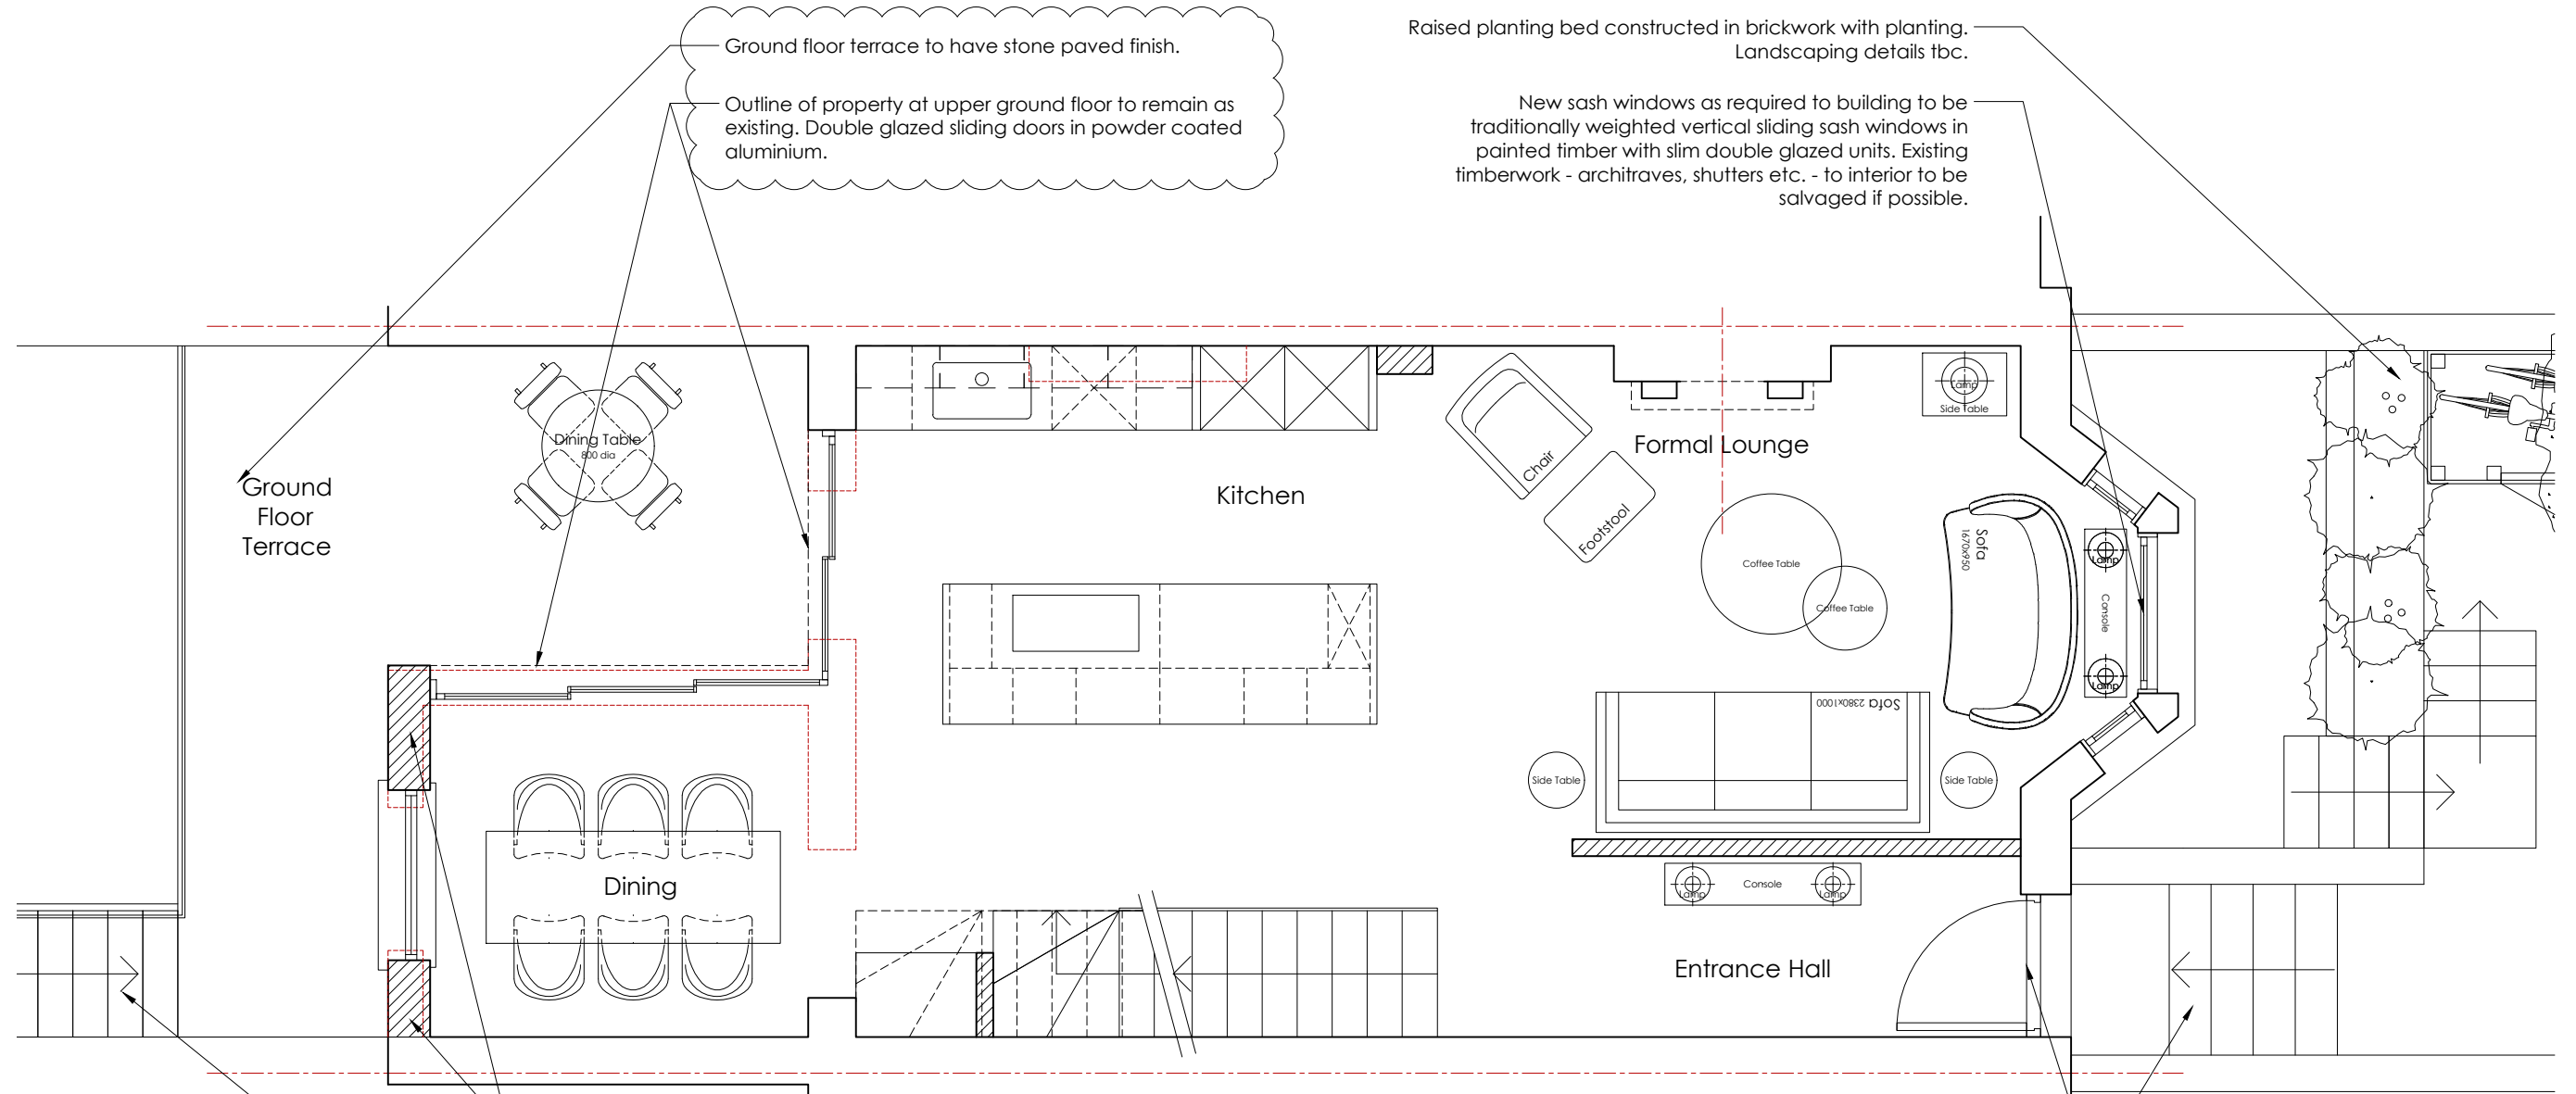 Ground floor terrace to have stone paved finish.
Outline of property at upper ground floor to remain as
existing. Double glazed sliding doors in powder coated
aluminium.
Raised planting bed constructed in brickwork with planting.
Landscaping details tbc.
New sash windows as required to building to be
traditionally weighted vertical sliding sash windows in
painted timber with slim double glazed units. Existing
timberwork - architraves, shutters etc. - to interior to be
salvaged if possible.
Lamp
Side Table
Dining Table
800 dia
Formal Lounge
Chair
Kitchen
Ground
Floor
Terrace
Footstool
Sofa
1670x950
Lamp
Coffee Table
Coffee Table
Console
Lamp
Sofa 2380x1000
Side Table
Side Table
Dining
Lamp
Console
Lamp
Entrance Hall